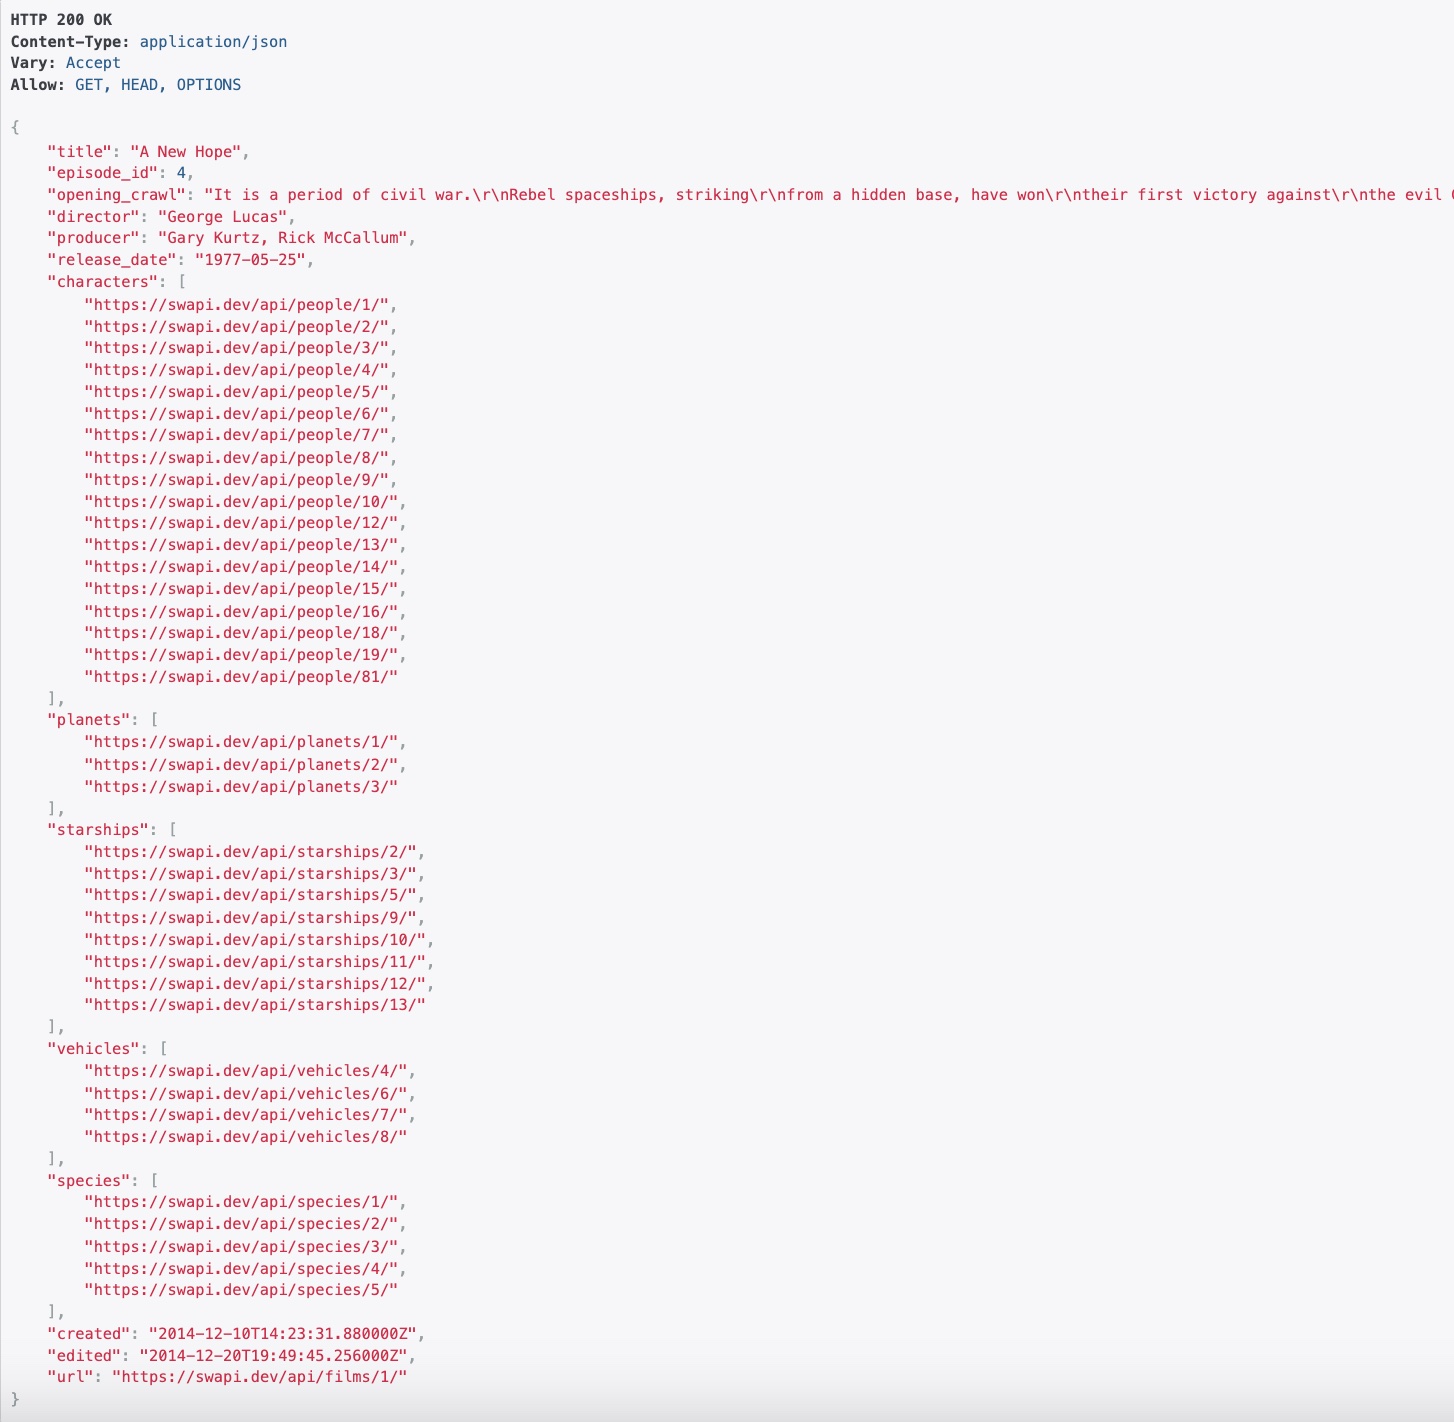 HTTP 200 OK
Content-Type: application/json
Vary: Accept
Allow: GET, HEAD, OPTIONS
{
    "title": "A New Hope",
    "episode_id": 4,
    "opening_crawl": "It is a period of civil war.\r\nRebel spaceships, striking\r\nfrom a hidden base, have won\r\ntheir first victory against\r\nthe evil
    "director": "George Lucas",
    "producer": "Gary Kurtz, Rick McCallum",
    "release_date": "1977-05-25",
    "characters": [
        "https://swapi.dev/api/people/1/",
        "https://swapi.dev/api/people/2/",
        "https://swapi.dev/api/people/3/",
        "https://swapi.dev/api/people/4/",
        "https://swapi.dev/api/people/5/",
        "https://swapi.dev/api/people/6/",
        "https://swapi.dev/api/people/7/",
        "https://swapi.dev/api/people/8/",
        "https://swapi.dev/api/people/9/",
        "https://swapi.dev/api/people/10/",
        "https://swapi.dev/api/people/12/",
        "https://swapi.dev/api/people/13/",
        "https://swapi.dev/api/people/14/",
        "https://swapi.dev/api/people/15/",
        "https://swapi.dev/api/people/16/",
        "https://swapi.dev/api/people/18/",
        "https://swapi.dev/api/people/19/",
        "https://swapi.dev/api/people/81/"
    ],
    "planets": [
        "https://swapi.dev/api/planets/1/",
        "https://swapi.dev/api/planets/2/",
        "https://swapi.dev/api/planets/3/"
    ],
    "starships": [
        "https://swapi.dev/api/starships/2/",
        "https://swapi.dev/api/starships/3/",
        "https://swapi.dev/api/starships/5/",
        "https://swapi.dev/api/starships/9/",
        "https://swapi.dev/api/starships/10/",
        "https://swapi.dev/api/starships/11/",
        "https://swapi.dev/api/starships/12/",
        "https://swapi.dev/api/starships/13/"
    ],
    "vehicles": [
        "https://swapi.dev/api/vehicles/4/",
        "https://swapi.dev/api/vehicles/6/",
        "https://swapi.dev/api/vehicles/7/",
        "https://swapi.dev/api/vehicles/8/"
    ],
    "species": [
        "https://swapi.dev/api/species/1/",
        "https://swapi.dev/api/species/2/",
        "https://swapi.dev/api/species/3/",
        "https://swapi.dev/api/species/4/",
        "https://swapi.dev/api/species/5/"
    ],
    "created": "2014-12-10T14:23:31.880000Z",
    "edited": "2014-12-20T19:49:45.256000Z",
    "url": "https://swapi.dev/api/films/1/"
}